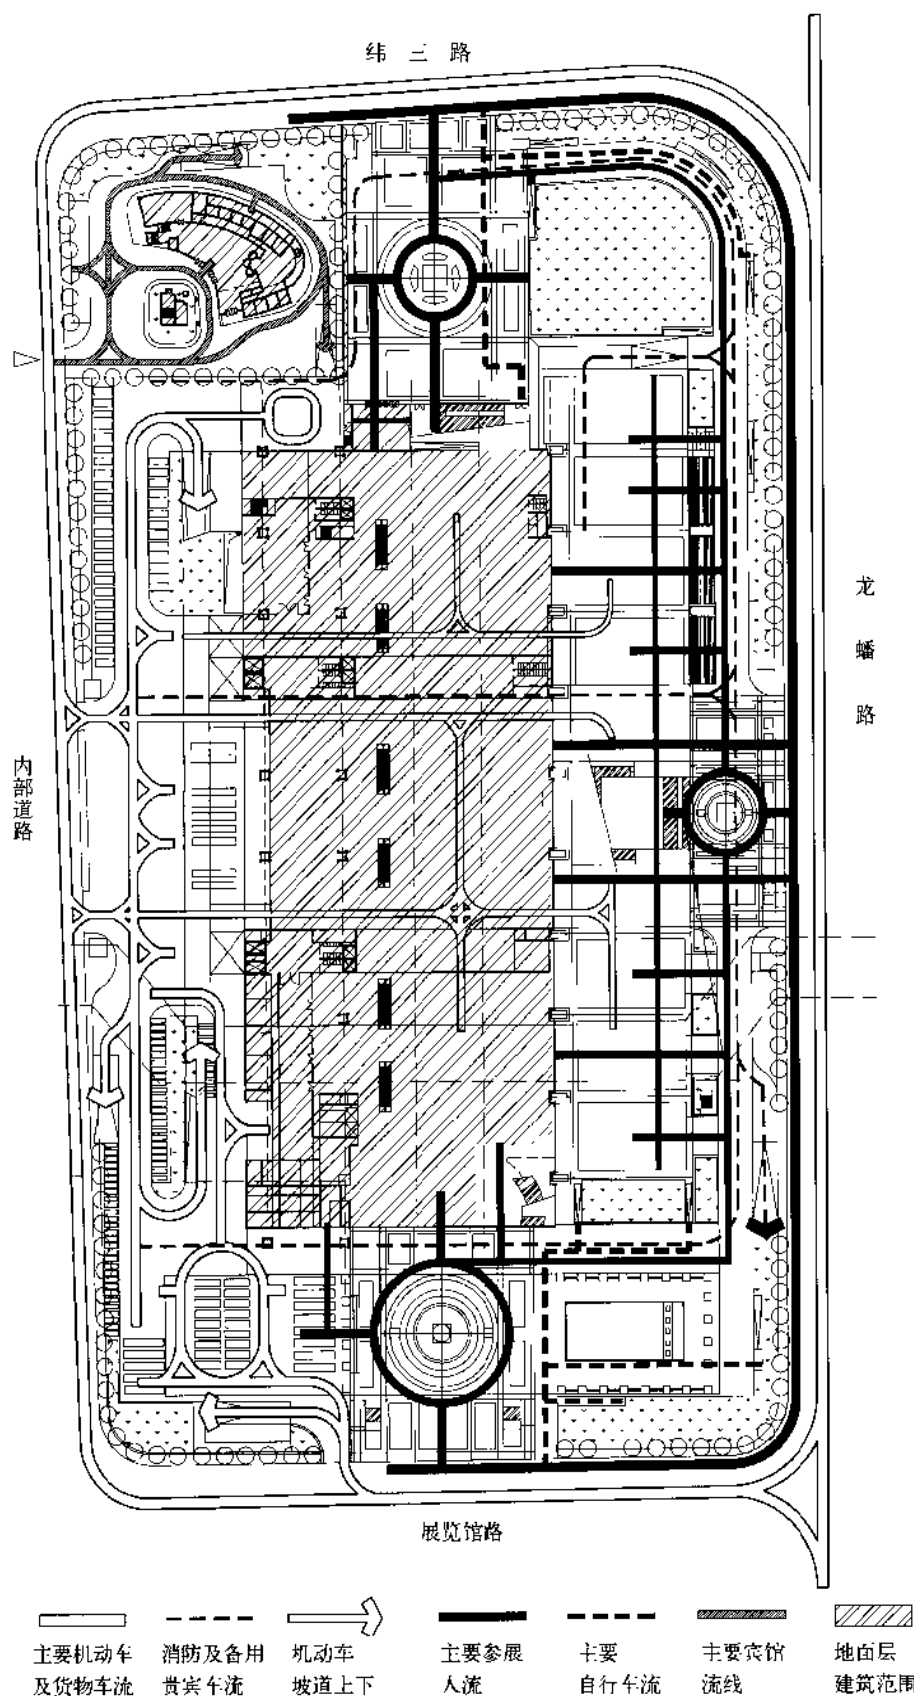 纬三路
龙蟠路
内部道路
展览馆路
主要机动车
及货物车流
消防及备用
贵宾车流
机动车
坡道上下
主要参展
人流
主要
自行车流
主要宾馆
流线
地面层
建筑范围